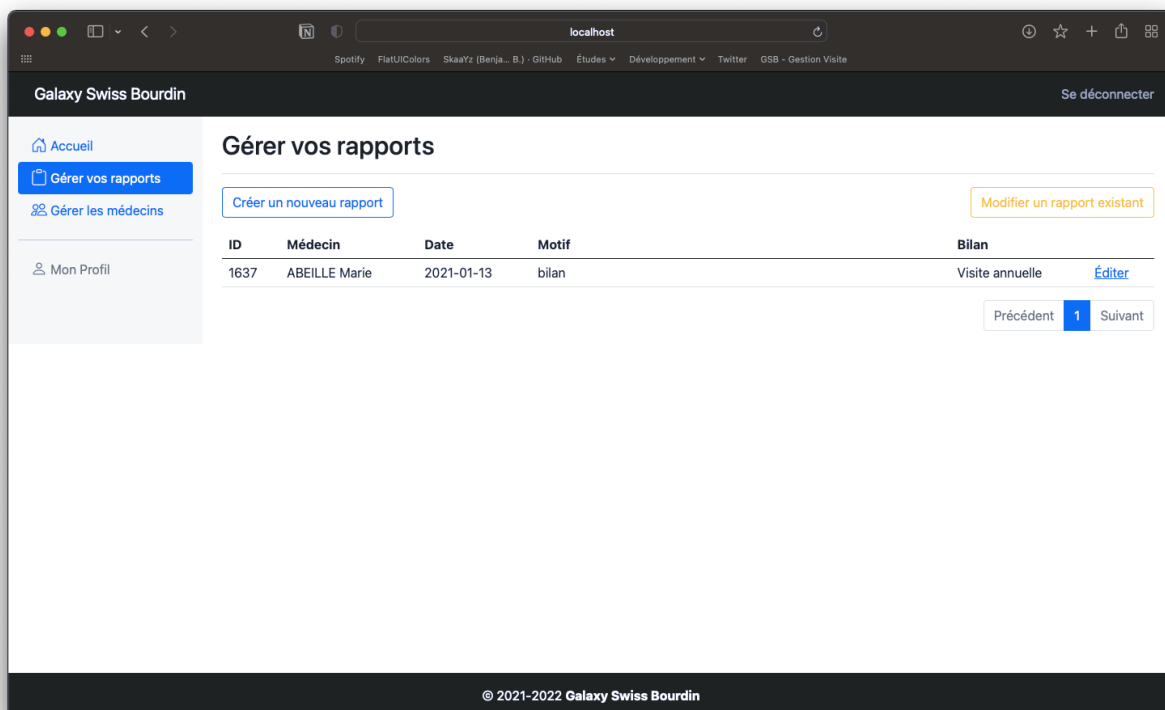 localhost
Spotify FlatUIColors SkaaYz (Benja... B.) · GitHub Études Développement Twitter GSB - Gestion Visite
Galaxy Swiss Bourdin Se déconnecter
Accueil
Gérer vos rapports
Gérer les médecins
Mon Profil
Gérer vos rapports
Créer un nouveau rapport Modifier un rapport existant
ID Médecin Date Motif Bilan
1637 ABEILLE Marie 2021-01-13 bilan Visite annuelle Éditer
Précédent 1 Suivant
© 2021-2022 Galaxy Swiss Bourdin